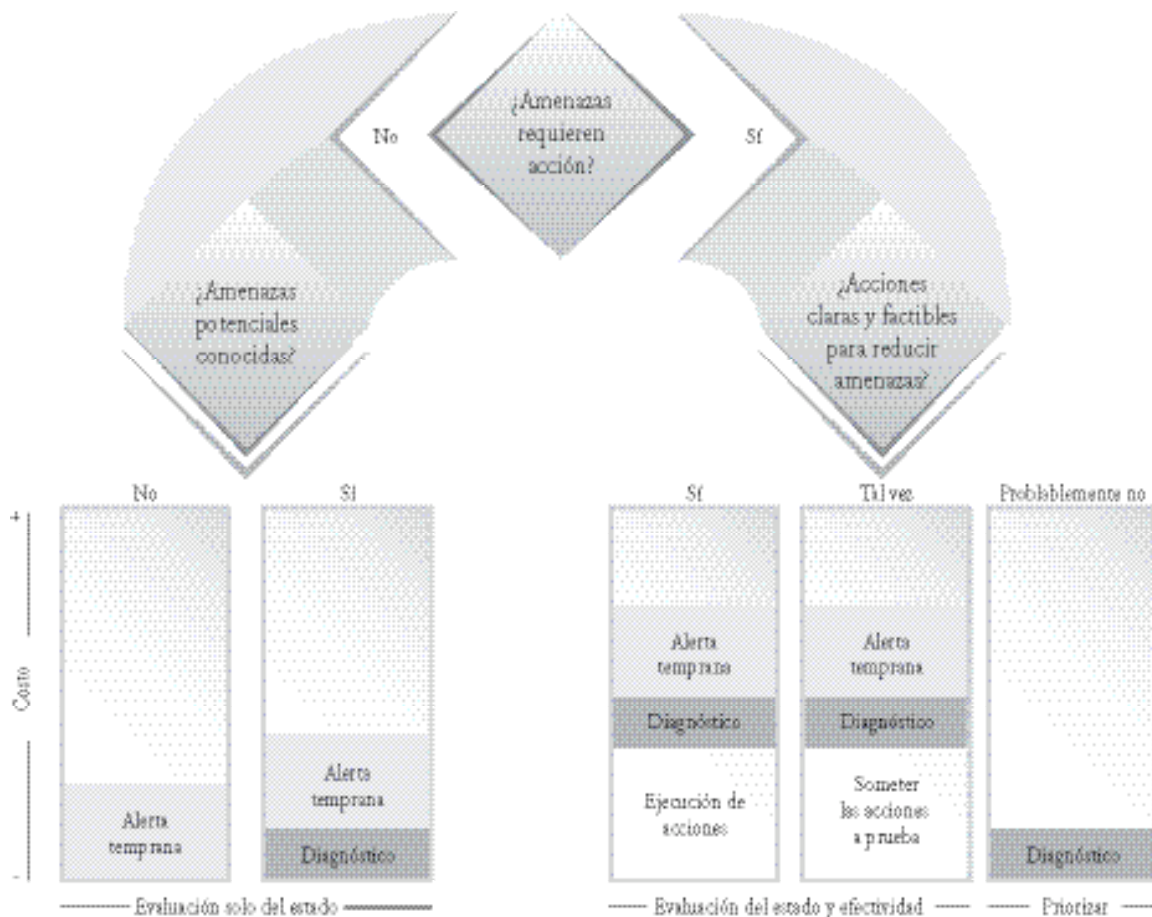 ¿Amenazas
requieren
acción?
No
Sí
¿Amenazas
potenciales
conocidas?
¿Acciones
claras y factibles
para reducir
amenazas?
No
Sí
Sí
Tal vez
Problablemente no
+
Costo
-
Alerta
temprana
Alerta
temprana
Diagnóstico
Alerta
temprana
Diagnóstico
Ejecución de
acciones
Alerta
temprana
Diagnóstico
Someter
las acciones
a prueba
Diagnóstico
Evaluación solo del estado
Evaluación del estado y efectividad
Priorizar